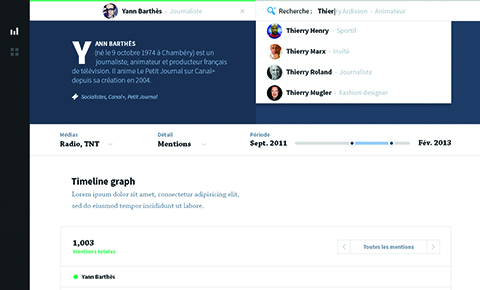 Yann Barthès - Journaliste ×
Recherche : Thierry Ardisson - Animateur
Thierry Henry - Sportif
Thierry Marx - Invité
Thierry Roland - Journaliste
Thierry Mugler - Fashion designer
YANN BARTHÈS
(né le 9 octobre 1974 à Chambéry) est un
journaliste, animateur et producteur français
de télévision. Il anime Le Petit Journal sur Canal+
depuis sa création en 2004.
Socialistes, Canal+, Petit Journal
Médias
Radio, TNT
Détail
Mentions
Période
Sept. 2011
Fév. 2013
Timeline graph
Lorem ipsum dolor sit amet, consectetur adipisicing elit,
sed do eiusmod tempor incididunt ut labore.
1,003
Mentions totales
Toutes les mentions
Yann Barthès